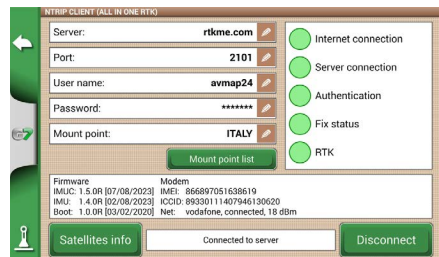 NTRIP CLIENT (ALL IN ONE RTK)
Server: rtkme.com
Port: 2101
User name: avmap24
Password: *******
Mount point: ITALY
Mount point list
Internet connection
Server connection
Authentication
Fix status
RTK
Firmware Modem
IMUC: 1.5.0R [07/08/2023] IMEI: 866897051638619
IMU: 1.4.0R [02/08/2023] ICCID: 89330111407946130620
Boot: 1.0.0R [03/02/2020] Net: vodafone, connected, 18 dBm
Satellites info
Connected to server
Disconnect